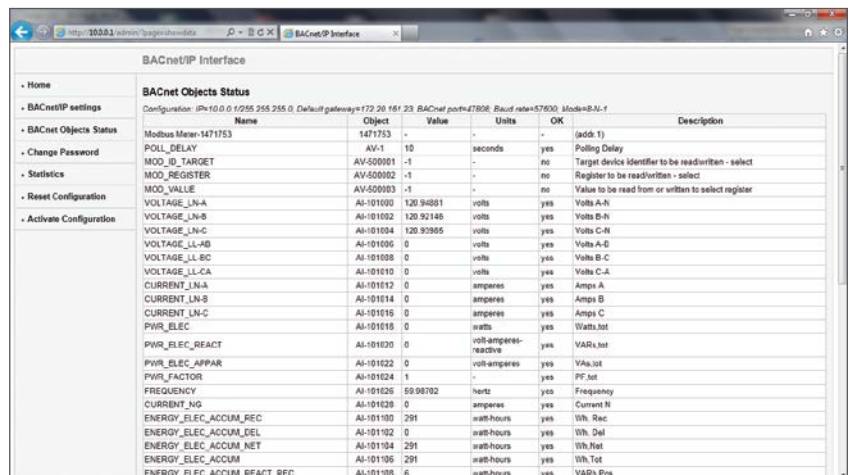 http://10.0.0.1/admin/?page=showdata
BACnet/IP Interface
BACnet/IP Interface
Home
BACnet/IP settings
BACnet Objects Status
Change Password
Statistics
Reset Configuration
Activate Configuration
BACnet Objects Status
Configuration: IP=10.0.0.1/255.255.255.0; Default gateway=172.20.161.23; BACnet port=47808; Baud rate=57600; Mode=8-N-1
Name Object Value Units OK Description
Modbus Meter-1471753 1471753 - - - (addr.1)
POLL_DELAY AV-1 10 seconds yes Polling Delay
MOD_ID_TARGET AV-500001 -1 - no Target device identifier to be read/written - select
MOD_REGISTER AV-500002 -1 - no Register to be read/written - select
MOD_VALUE AV-500003 -1 - no Value to be read from or written to select register
VOLTAGE_LN-A AI-101000 120.94881 volts yes Volts A-N
VOLTAGE_LN-B AI-101002 120.92146 volts yes Volts B-N
VOLTAGE_LN-C AI-101004 120.93985 volts yes Volts C-N
VOLTAGE_LL-AB AI-101006 0 volts yes Volts A-B
VOLTAGE_LL-BC AI-101008 0 volts yes Volts B-C
VOLTAGE_LL-CA AI-101010 0 volts yes Volts C-A
CURRENT_LN-A AI-101012 0 amperes yes Amps A
CURRENT_LN-B AI-101014 0 amperes yes Amps B
CURRENT_LN-C AI-101016 0 amperes yes Amps C
PWR_ELEC AI-101018 0 watts yes Watts,tot
PWR_ELEC_REACT AI-101020 0 volt-amperes-reactive yes VARs,tot
PWR_ELEC_APPAR AI-101022 0 volt-amperes yes VAs,tot
PWR_FACTOR AI-101024 1 - yes PF,tot
FREQUENCY AI-101026 59.98702 hertz yes Frequency
CURRENT_NG AI-101028 0 amperes yes Current N
ENERGY_ELEC_ACCUM_REC AI-101100 291 watt-hours yes Wh, Rec
ENERGY_ELEC_ACCUM_DEL AI-101102 0 watt-hours yes Wh, Del
ENERGY_ELEC_ACCUM_NET AI-101104 291 watt-hours yes Wh,Net
ENERGY_ELEC_ACCUM AI-101106 291 watt-hours yes Wh,Tot
ENERGY_ELEC_ACCUM_REACT_REC AI-101108 6 watt-hours yes VARh Pos